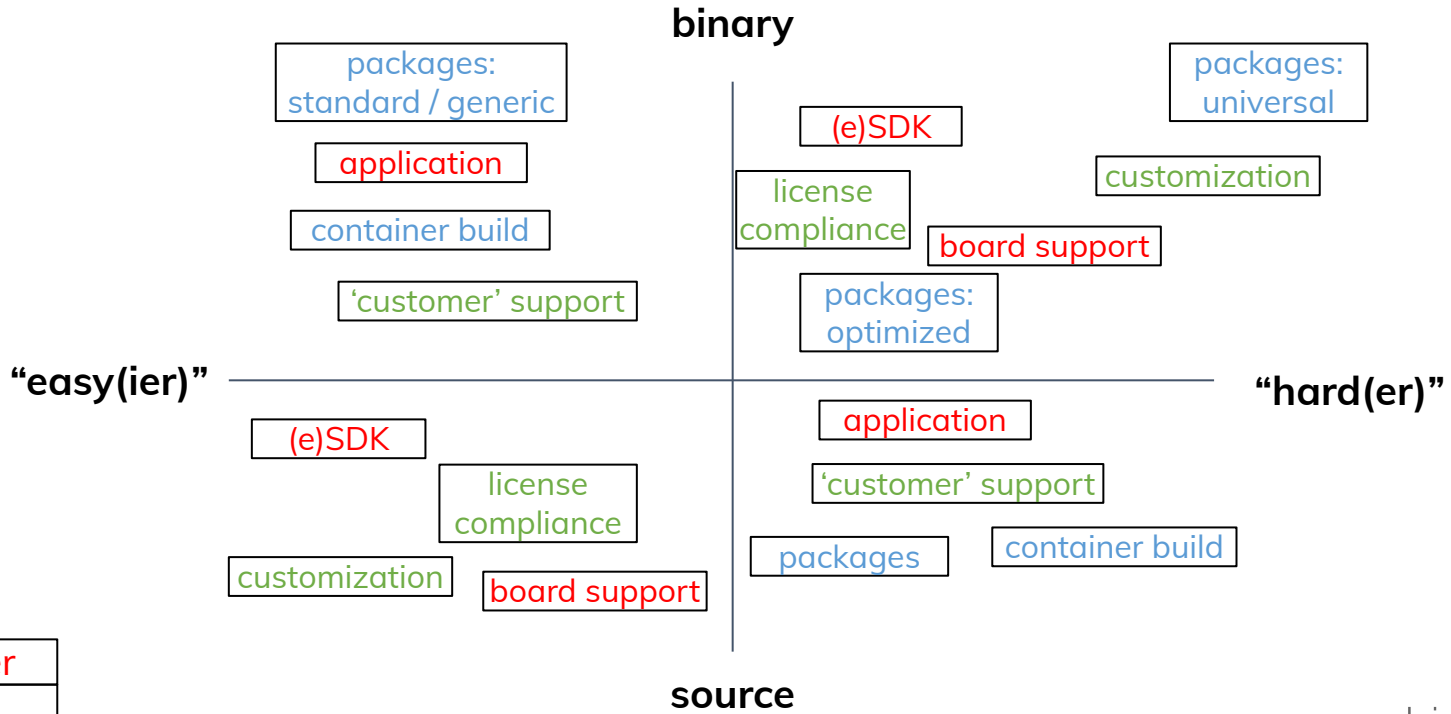 binary
packages:
standard / generic
packages:
universal
(e)SDK
application
customization
license
compliance
container build
board support
‘customer’ support
packages:
optimized
“easy(ier)”
“hard(er)”
application
(e)SDK
license
compliance
‘customer’ support
packages
container build
customization
board support
source